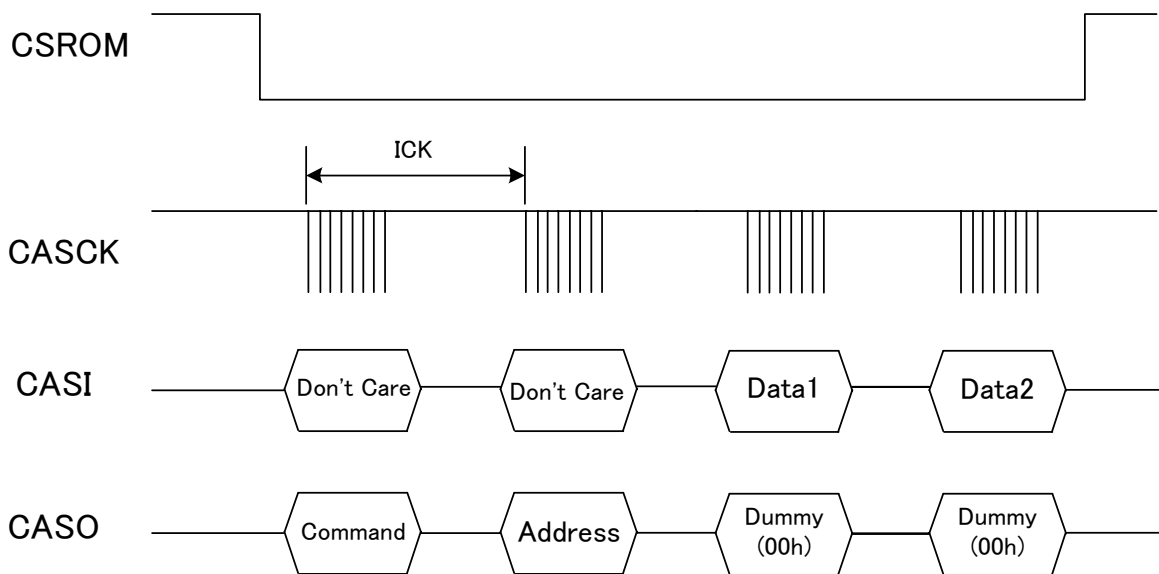 CSROM
ICK
CASCK
CASI
Don't Care
Don't Care
Data1
Data2
CASO
Command
Address
Dummy
(00h)
Dummy
(00h)